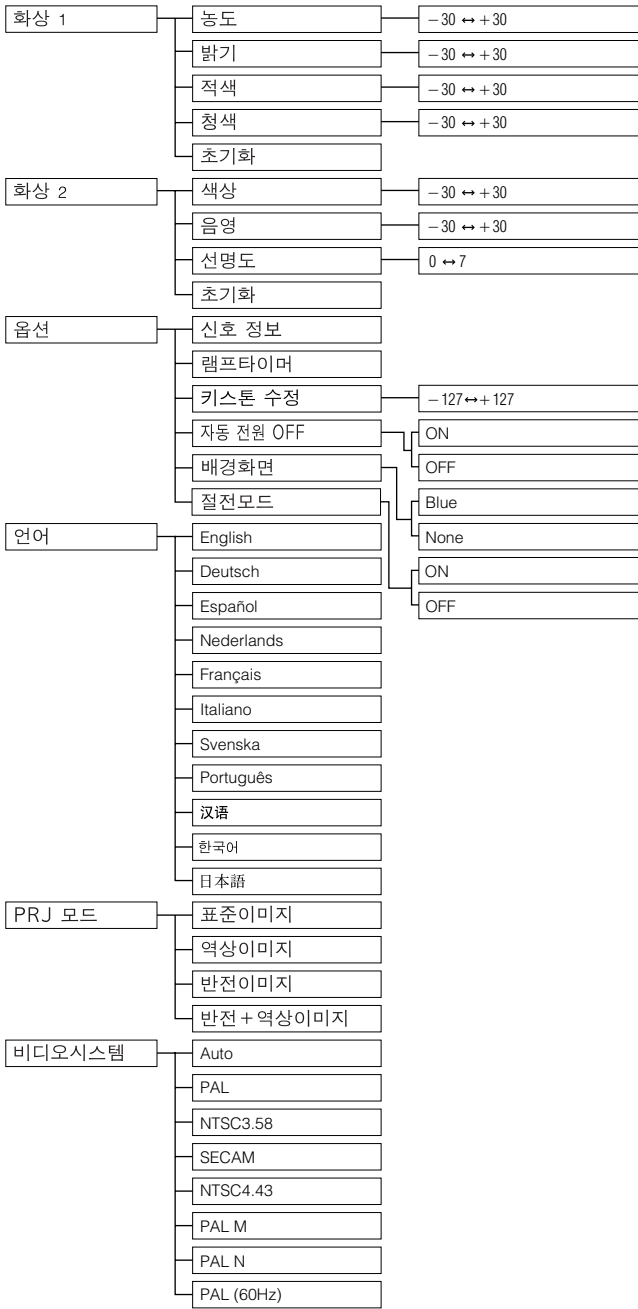 화상 1
농도
−30 ↔ +30
밝기
−30 ↔ +30
적색
−30 ↔ +30
청색
−30 ↔ +30
초기화
화상 2
색상
−30 ↔ +30
음영
−30 ↔ +30
선명도
0 ↔ 7
초기화
옵션
신호 정보
램프타이머
키스톤 수정
−127↔+127
자동 전원 OFF
ON
OFF
배경화면
Blue
None
절전모드
ON
OFF
언어
English
Deutsch
Español
Nederlands
Français
Italiano
Svenska
Português
汉语
한국어
日本語
PRJ 모드
표준이미지
역상이미지
반전이미지
반전+역상이미지
비디오시스템
Auto
PAL
NTSC3.58
SECAM
NTSC4.43
PAL M
PAL N
PAL (60Hz)